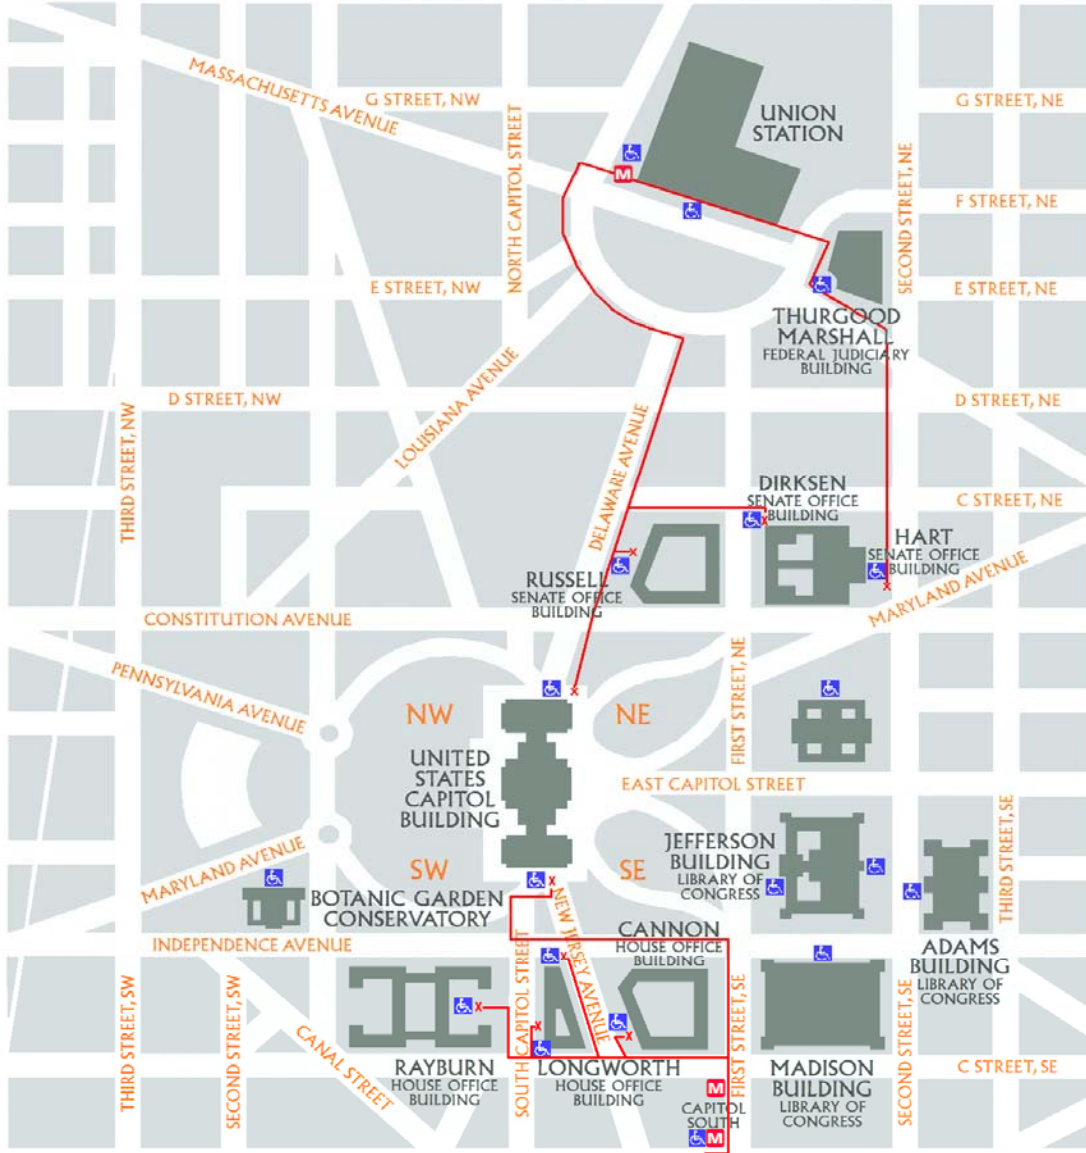 MASSACHUSETTS AVENUE
G STREET, NW
NORTH CAPITOL STREET
UNION
STATION
G STREET, NE
SECOND STREET, NE
F STREET, NE
M
E STREET, NW
E STREET, NE
THURGOOD
MARSHALL
FEDERAL JUDICIARY
BUILDING
LOUISIANA AVENUE
D STREET, NW
D STREET, NE
THIRD STREET, NW
DELAWARE AVENUE
DIRKSEN
SENATE OFFICE
BUILDING
C STREET, NE
HART
SENATE OFFICE
BUILDING
RUSSELL
SENATE OFFICE
BUILDING
MARYLAND AVENUE
CONSTITUTION AVENUE
PENNSYLVANIA AVENUE
FIRST STREET, NE
NW
NE
UNITED
STATES
CAPITOL
BUILDING
EAST CAPITOL STREET
THIRD STREET, SE
MARYLAND AVENUE
SW
SE
JEFFERSON
BUILDING
LIBRARY OF
CONGRESS
BOTANIC GARDEN
CONSERVATORY
NEW JERSEY AVENUE
CANNON
HOUSE OFFICE
BUILDING
INDEPENDENCE AVENUE
ADAMS
BUILDING
LIBRARY OF
CONGRESS
THIRD STREET, SW
SECOND STREET, SW
CANAL STREET
SOUTH CAPITOL STREET
FIRST STREET, SE
SECOND STREET, SE
RAYBURN
HOUSE OFFICE
BUILDING
LONGWORTH
HOUSE OFFICE
BUILDING
MADISON
BUILDING
LIBRARY OF
CONGRESS
C STREET, SE
M
CAPITOL
SOUTH
M